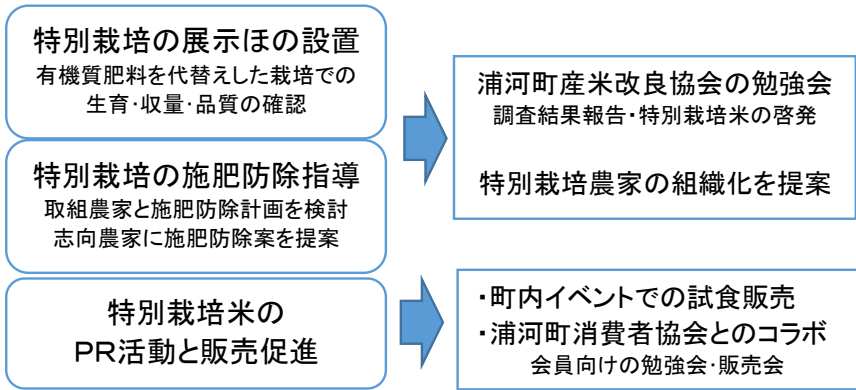 特別栽培の展示ほの設置
有機質肥料を代替えした栽培での
生育･収量･品質の確認
特別栽培の施肥防除指導
取組農家と施肥防除計画を検討
志向農家に施肥防除案を提案
特別栽培米の
ＰＲ活動と販売促進
浦河町産米改良協会の勉強会
調査結果報告･特別栽培米の啓発
特別栽培農家の組織化を提案
･町内イベントでの試食販売
･浦河町消費者協会とのコラボ
会員向けの勉強会･販売会